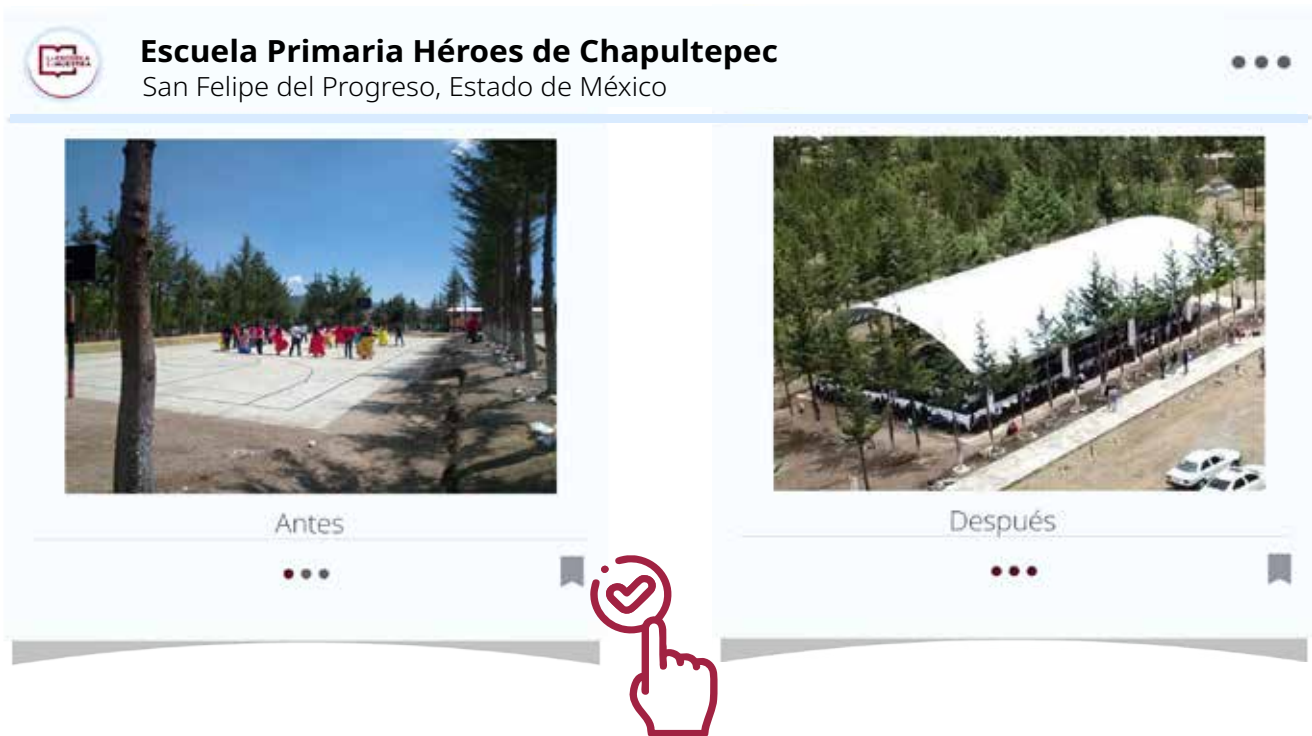 Escuela Primaria Héroes de Chapultepec
San Felipe del Progreso, Estado de México
Antes
Después